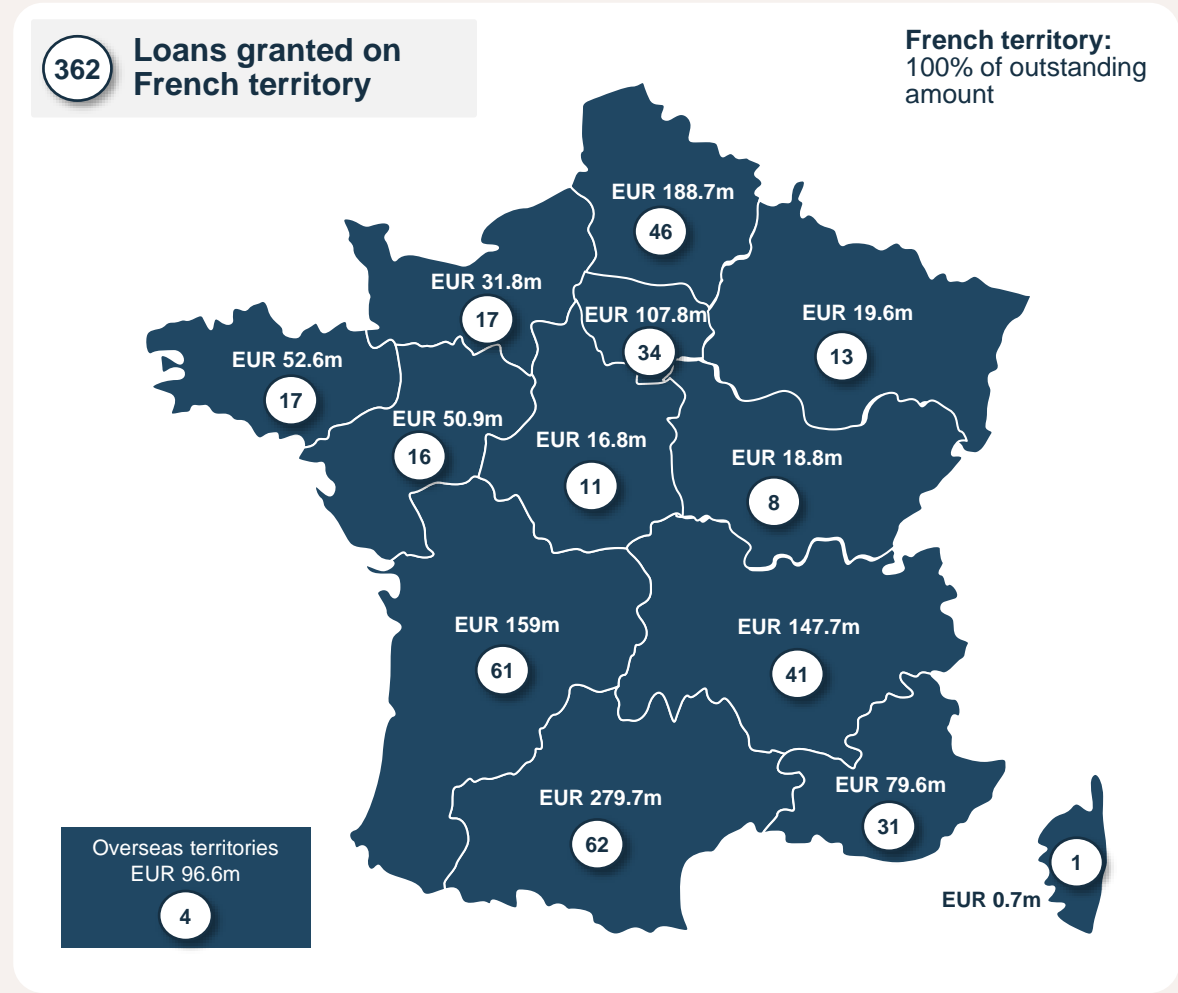 362
Loans granted on
French territory
French territory:
100% of outstanding
amount
EUR 188.7m
46
EUR 31.8m
17
EUR 107.8m
34
EUR 19.6m
13
EUR 52.6m
17
EUR 50.9m
16
EUR 16.8m
11
EUR 18.8m
8
EUR 159m
61
EUR 147.7m
41
EUR 279.7m
62
EUR 79.6m
31
EUR 0.7m
1
Overseas territories
EUR 96.6m
4